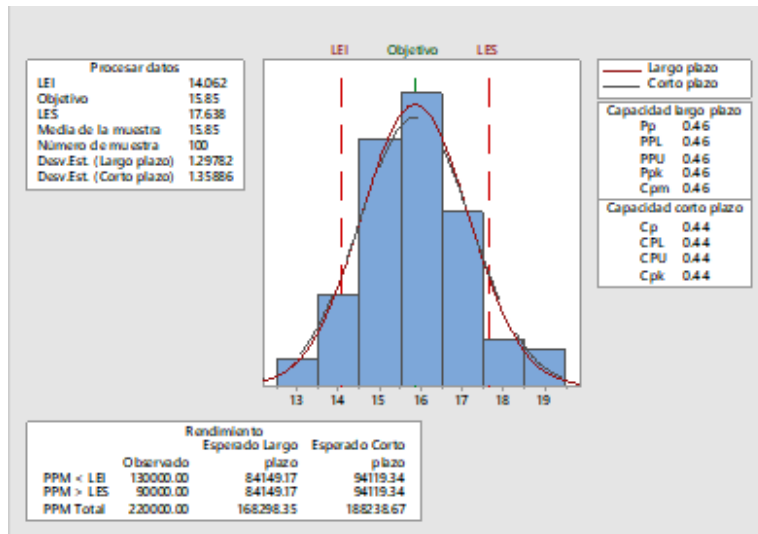 LEI Objetivo LES
Procesar datos
LEI 14.062
Objetivo 15.85
LES 17.638
Media de la muestra 15.85
Número de muestra 100
Desv.Est. (Largo plazo) 1.29782
Desv.Est. (Corto plazo) 1.35886
Largo plazo
Corto plazo
Capacidad largo plazo
Pp 0.46
PPL 0.46
PPU 0.46
Ppk 0.46
Cpm 0.46
Capacidad corto plazo
Cp 0.44
CPL 0.44
CPU 0.44
Cpk 0.44
13 14 15 16 17 18 19
Rendimiento
Esperado Largo Esperado Corto
Observado plazo plazo
PPM < LEI 130000.00 84149.17 94119.34
PPM > LES 90000.00 84149.17 94119.34
PPM Total 220000.00 168298.35 188238.67